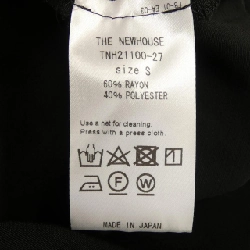 THE NEWHOUSE
TNH21100-27
size S
60% RAYON
40% POLYESTER
Use a net for cleaning.
Press with a press cloth.
F W
MADE IN JAPAN